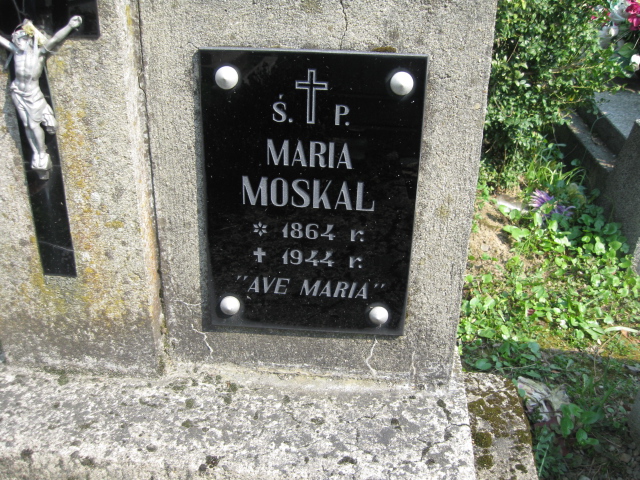 Ś. P.
MARIA
MOSKAL
* 1864 r.
✝ 1944 r.
"AVE MARIA"